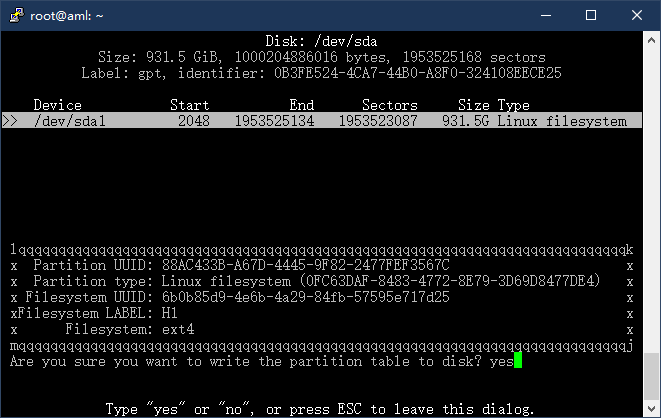 root@aml: ~
Disk: /dev/sda
Size: 931.5 GiB, 1000204886016 bytes, 1953525168 sectors
Label: gpt, identifier: 0B3FE524-4CA7-44B0-A8F0-324108EECE25
Device Start End Sectors Size Type
>> /dev/sda1 2048 1953525134 1953523087 931.5G Linux filesystem
lqqqqqqqqqqqqqqqqqqqqqqqqqqqqqqqqqqqqqqqqqqqqqqqqqqqqqqqqqqqqqqqqqqqqqqqqqqqk
x Partition UUID: 88AC433B-A67D-4445-9F82-2477FEF3567C x
x Partition type: Linux filesystem (0FC63DAF-8483-4772-8E79-3D69D8477DE4) x
x Filesystem UUID: 6b0b85d9-4e6b-4a29-84fb-57595e717d25 x
xFilesystem LABEL: H1 x
x Filesystem: ext4 x
mqqqqqqqqqqqqqqqqqqqqqqqqqqqqqqqqqqqqqqqqqqqqqqqqqqqqqqqqqqqqqqqqqqqqqqqqqqqj
Are you sure you want to write the partition table to disk? yes
Type "yes" or "no", or press ESC to leave this dialog.